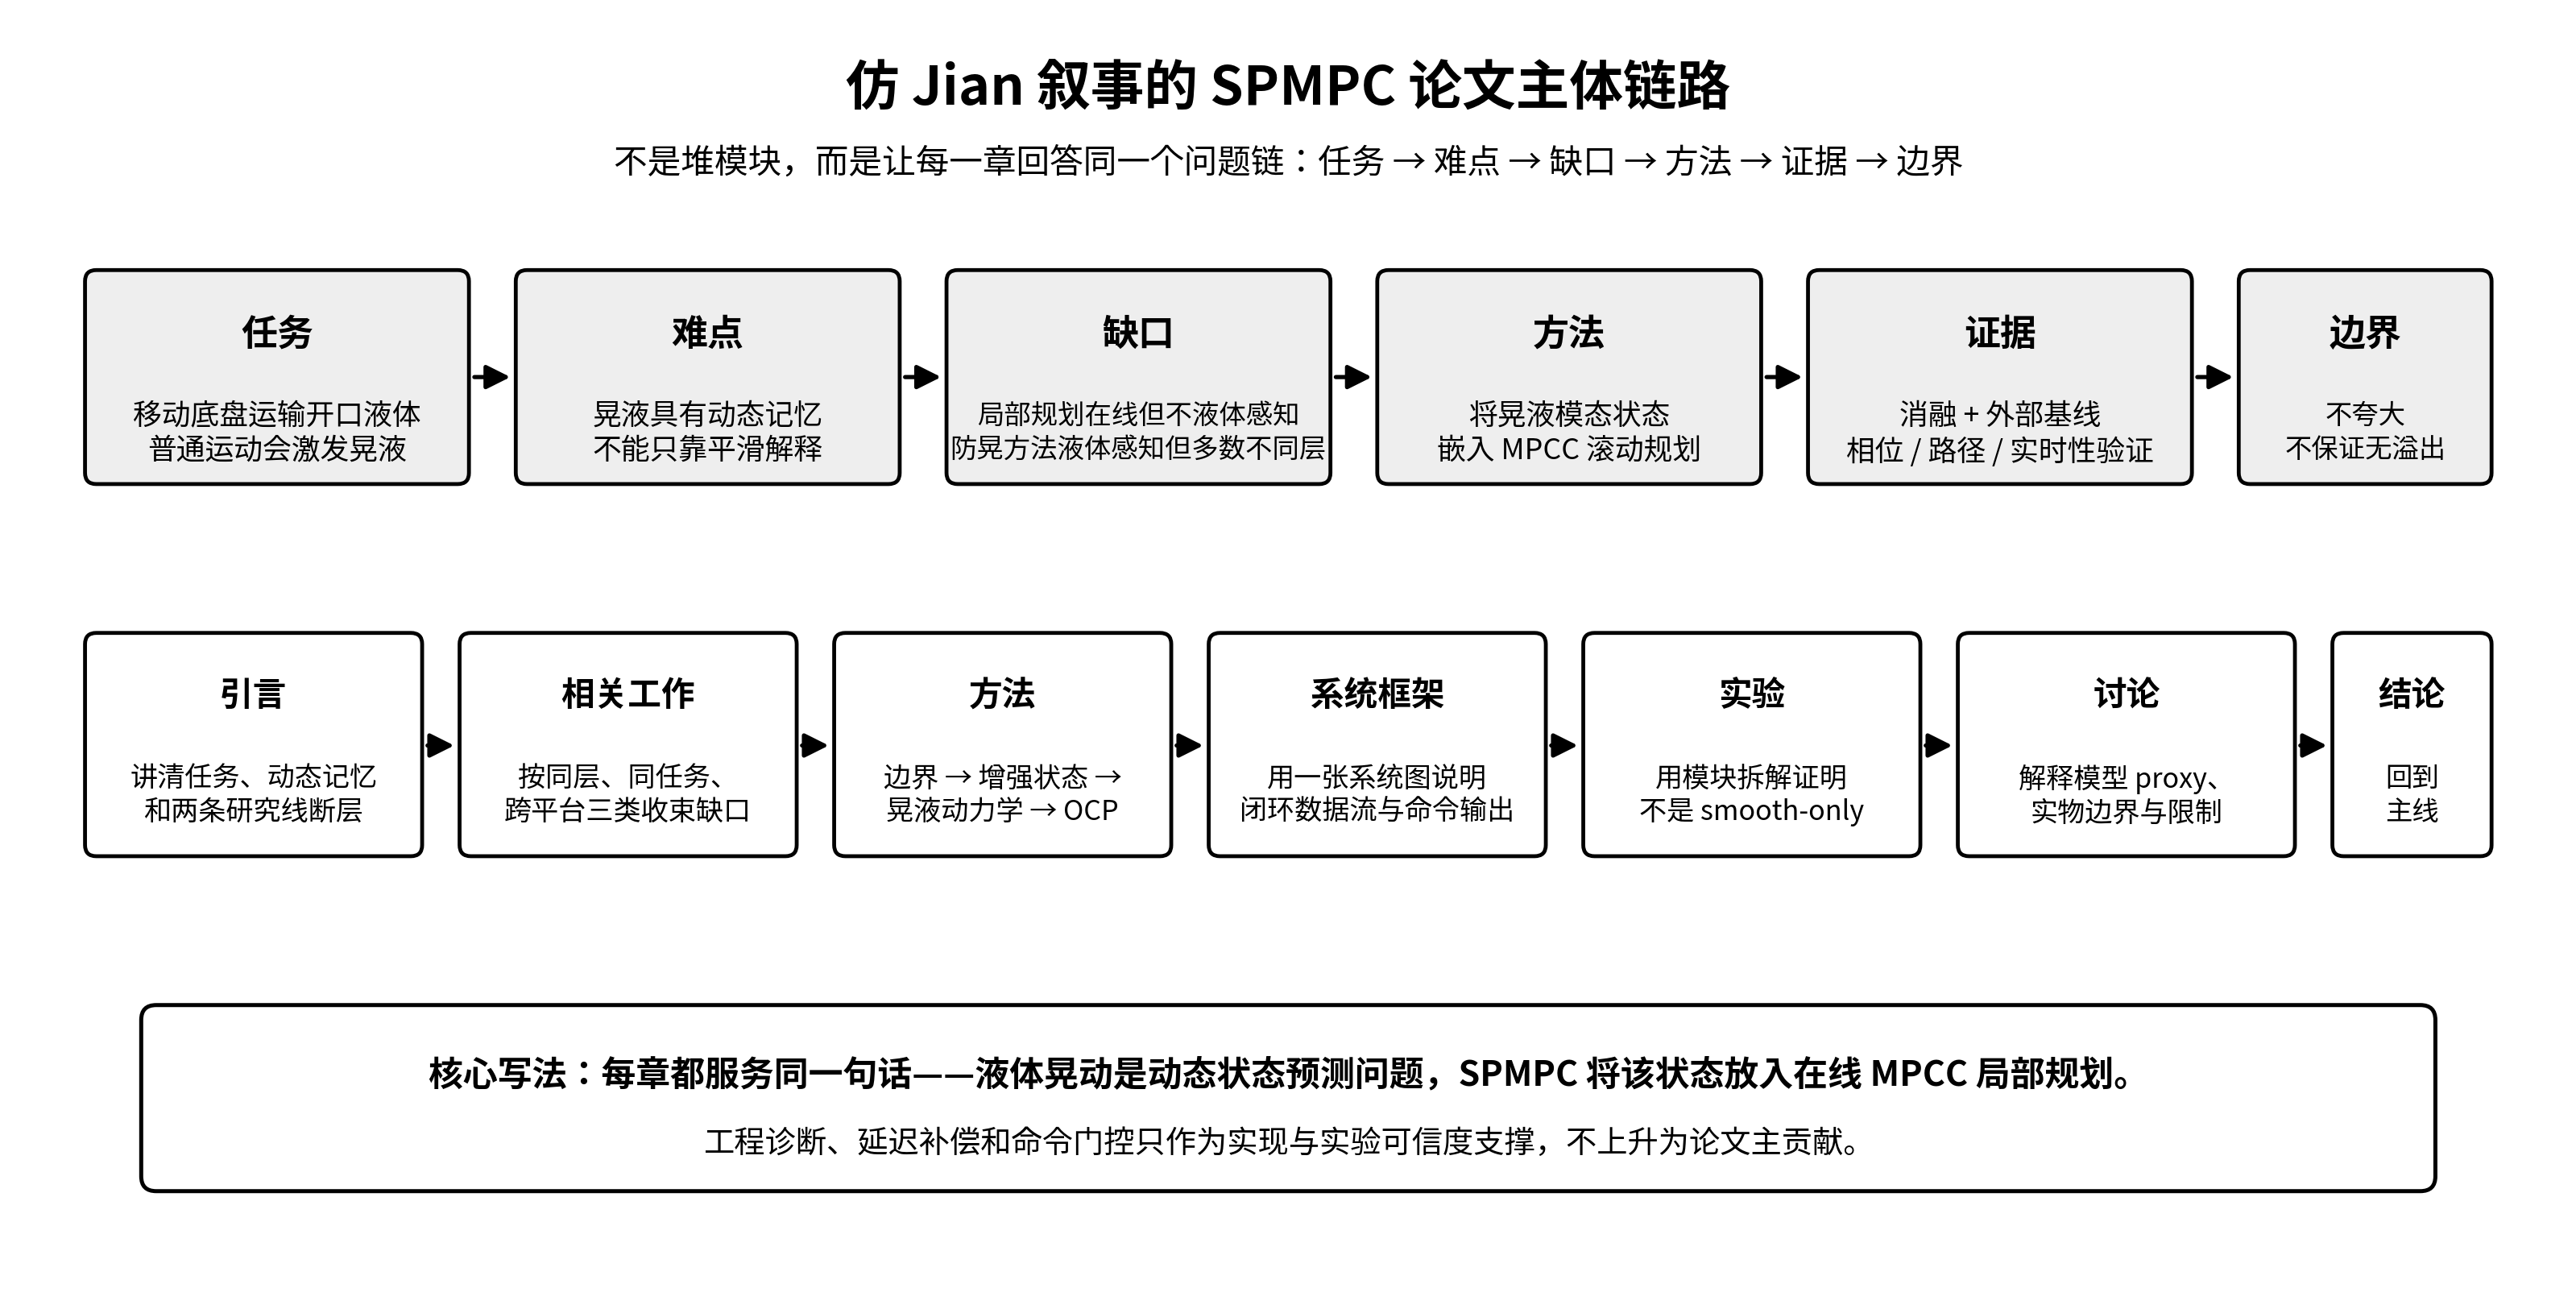 仿 Jian 叙事的 SPMPC 论文主体链路
不是堆模块，而是让每一章回答同一个问题链：任务 → 难点 → 缺口 → 方法 → 证据 → 边界
任务
移动底盘运输开口液体
普通运动会激发晃液
难点
晃液具有动态记忆
不能只靠平滑解释
缺口
局部规划在线但不液体感知
防晃方法液体感知但多数不同层
方法
将晃液模态状态
嵌入 MPCC 滚动规划
证据
消融 + 外部基线
相位 / 路径 / 实时性验证
边界
不夸大
不保证无溢出
引言
讲清任务、动态记忆
和两条研究线断层
相关工作
按同层、同任务、
跨平台三类收束缺口
方法
边界 → 增强状态 →
晃液动力学 → OCP
系统框架
用一张系统图说明
闭环数据流与命令输出
实验
用模块拆解证明
不是 smooth-only
讨论
解释模型 proxy、
实物边界与限制
结论
回到
主线
核心写法：每章都服务同一句话——液体晃动是动态状态预测问题，SPMPC 将该状态放入在线 MPCC 局部规划。
工程诊断、延迟补偿和命令门控只作为实现与实验可信度支撑，不上升为论文主贡献。